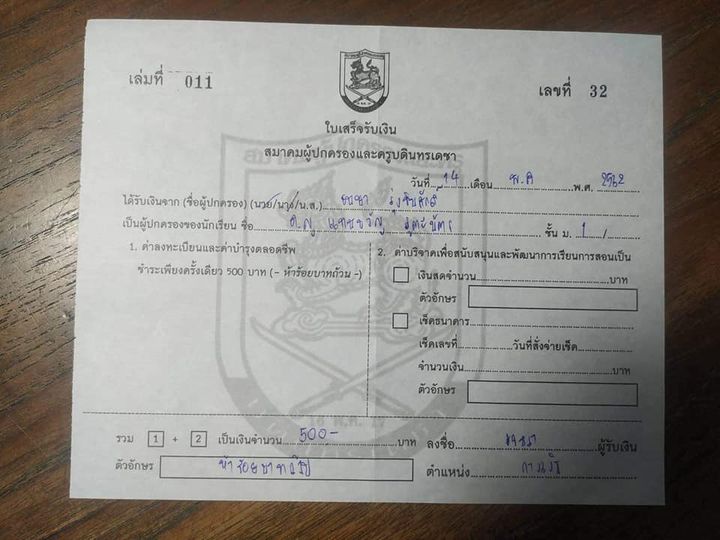 เล่มที่ 011
เลขที่ 32
ใบเสร็จรับเงิน
สมาคมผู้ปกครองและครูบดินทรเดชา
วันที่ 14 เดือน พ.ค พ.ศ. 2562
ได้รับเงินจาก (ชื่อผู้ปกครอง) (นาย/นาง/น.ส.)
เป็นผู้ปกครองของนักเรียน ชื่อ ด.ญ ชั้น ม. 1 /
1. ค่าลงทะเบียนและค่าบำรุงตลอดชีพ
ชำระเพียงครั้งเดียว 500 บาท (- ห้าร้อยบาทถ้วน -)
2. ค่าบริจาคเพื่อสนับสนุนและพัฒนาการเรียนการสอนเป็น
เงินสดจำนวน บาท
ตัวอักษร
เช็คธนาคาร
เช็คเลขที่ วันที่สั่งจ่ายเช็ค
จำนวนเงิน บาท
ตัวอักษร
รวม 1 + 2 เป็นเงินจำนวน 500- บาท
ตัวอักษร ห้าร้อยบาทถ้วน
ลงชื่อ ผู้รับเงิน
ตำแหน่ง